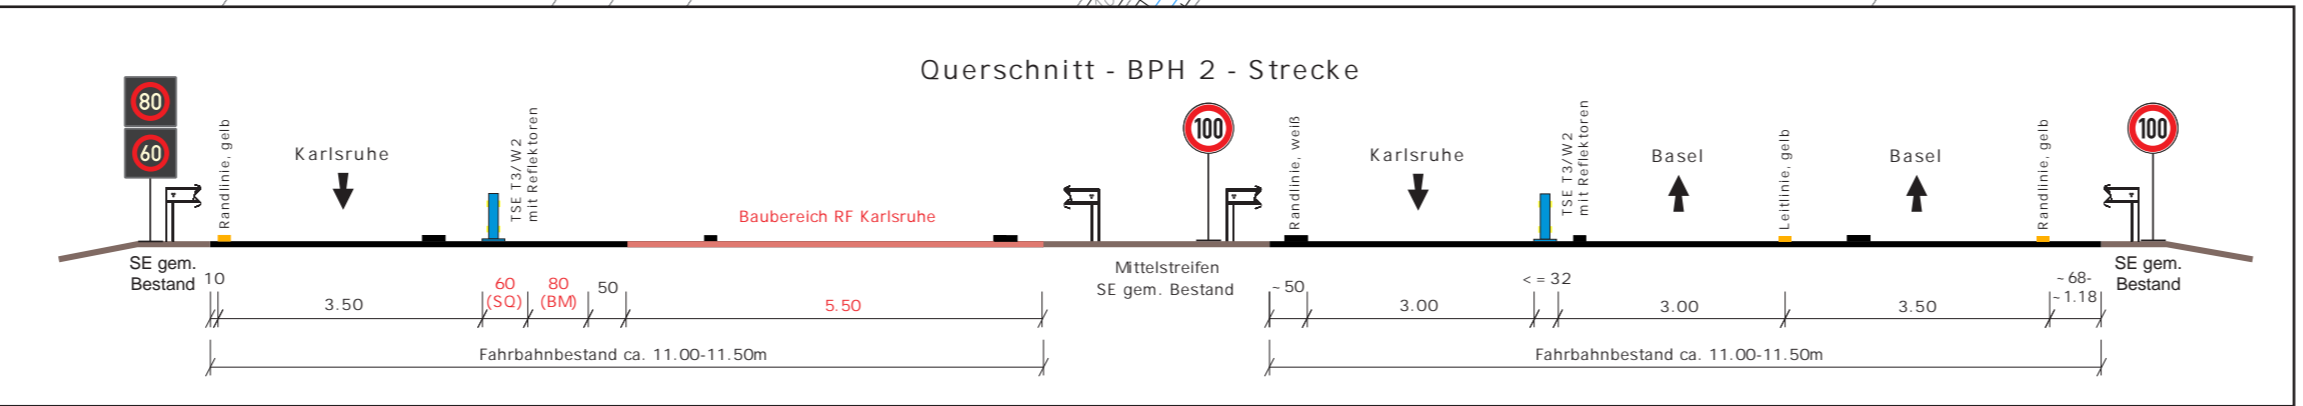 Querschnitt - BPH 2 - Strecke
80
60
Randlinie, gelb
Karlsruhe
TSE T3/W2
mit Reflektoren
Baubereich RF Karlsruhe
100
Randlinie, weiß
Karlsruhe
TSE T3/W2
mit Reflektoren
Basel
Leitlinie, gelb
Basel
Randlinie, gelb
100
SE gem.
Bestand
10
3.50
60
(SQ)
80
(BM)
50
5.50
Mittelstreifen
SE gem. Bestand
~50
3.00
<=32
3.00
3.50
~68-
~1.18
SE gem.
Bestand
Fahrbahnbestand ca. 11.00-11.50m
Fahrbahnbestand ca. 11.00-11.50m